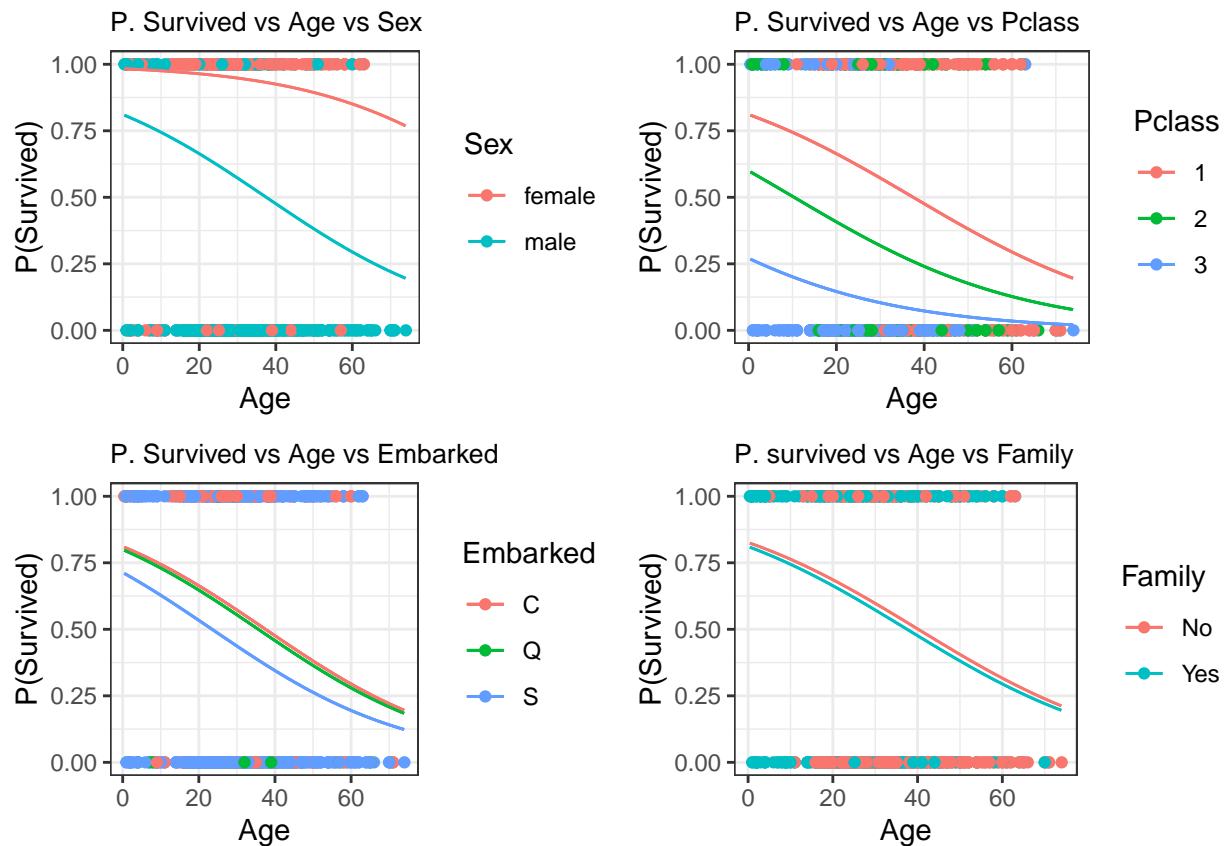 P. Survived vs Age vs Sex
1.00
0.75
0.50
0.25
0.00
P(Survived)
0 20 40 60
Age
Sex
female
male
P. Survived vs Age vs Pclass
1.00
0.75
0.50
0.25
0.00
P(Survived)
0 20 40 60
Age
Pclass
1
2
3
P. Survived vs Age vs Embarked
1.00
0.75
0.50
0.25
0.00
P(Survived)
0 20 40 60
Age
Embarked
C
Q
S
P. survived vs Age vs Family
1.00
0.75
0.50
0.25
0.00
P(Survived)
0 20 40 60
Age
Family
No
Yes